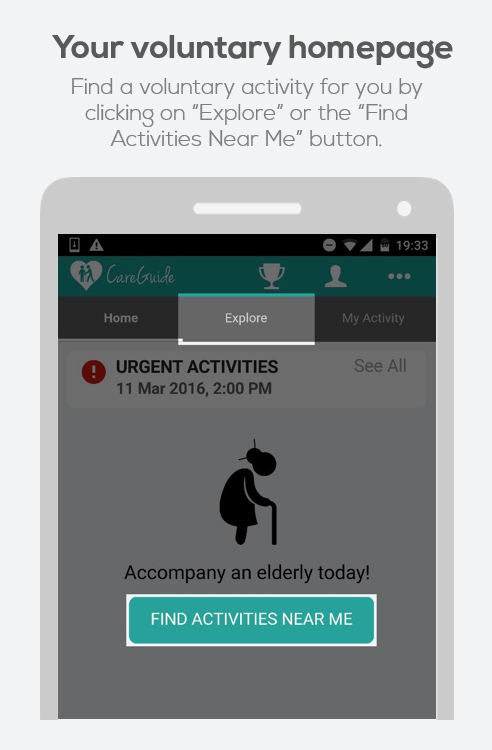 Your voluntary homepage
Find a voluntary activity for you by
clicking on "Explore" or the "Find
Activities Near Me" button.
19:33
CareGuide
Home
Explore
My Activity
URGENT ACTIVITIES
See All
11 Mar 2016, 2:00 PM
Accompany an elderly today!
FIND ACTIVITIES NEAR ME